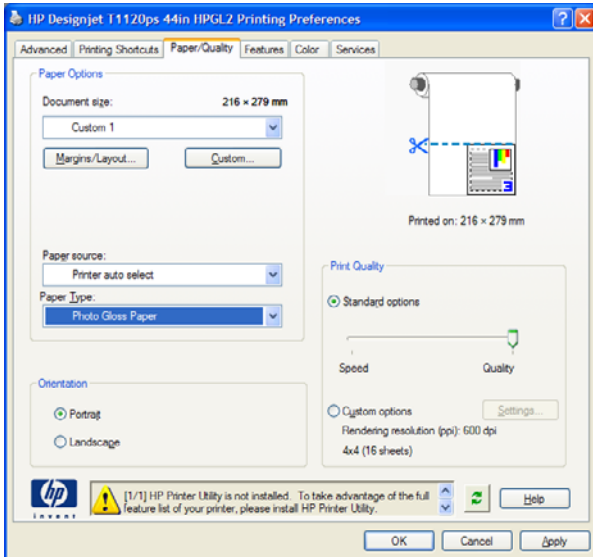 HP Designjet T1120ps 44in HPGL2 Printing Preferences
Advanced Printing Shortcuts Paper/Quality Features Color Services
Paper Options
Document size: 216 × 279 mm
Custom 1
Margins/Layout... Custom...
Paper source:
Printer auto select
Paper Type:
Photo Gloss Paper
Orientation
Portrait
Landscape
3
Printed on: 216 × 279 mm
Print Quality
Standard options
Speed Quality
Custom options Settings...
Rendering resolution (ppi): 600 dpi
4x4 (16 sheets)
hp
invent
[1/1] HP Printer Utility is not installed. To take advantage of the full
feature list of your printer, please install HP Printer Utility.
Help
OK Cancel Apply